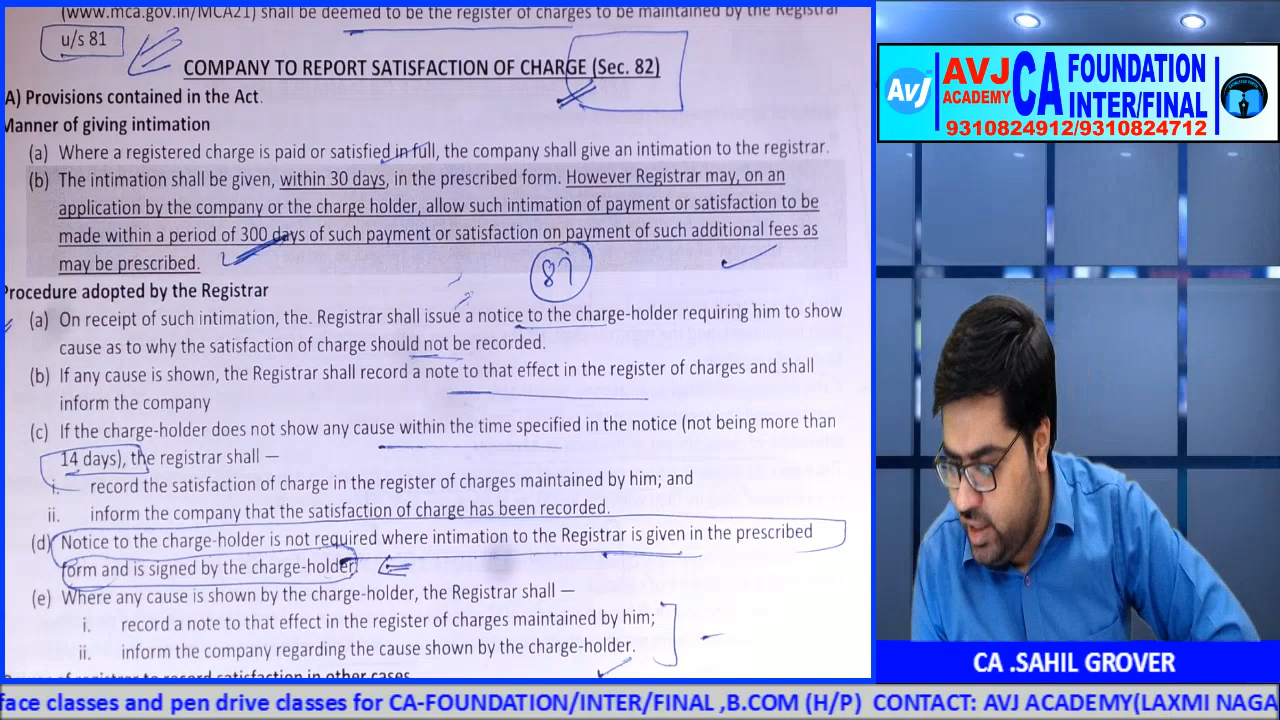 (www.mca.gov.in/MCA21) shall be deemed to be the register of charges to be maintained by the Registrar
u/s 81
COMPANY TO REPORT SATISFACTION OF CHARGE (Sec. 82)
A) Provisions contained in the Act.
Manner of giving intimation
(a) Where a registered charge is paid or satisfied in full, the company shall give an intimation to the registrar.
(b) The intimation shall be given, within 30 days, in the prescribed form. However Registrar may, on an
application by the company or the charge holder, allow such intimation of payment or satisfaction to be
made within a period of 300 days of such payment or satisfaction on payment of such additional fees as
may be prescribed.
87
Procedure adopted by the Registrar
(a) On receipt of such intimation, the. Registrar shall issue a notice to the charge-holder requiring him to show
cause as to why the satisfaction of charge should not be recorded.
(b) If any cause is shown, the Registrar shall record a note to that effect in the register of charges and shall
inform the company
(c) If the charge-holder does not show any cause within the time specified in the notice (not being more than
14 days), the registrar shall —
i. record the satisfaction of charge in the register of charges maintained by him; and
ii. inform the company that the satisfaction of charge has been recorded.
(d) Notice to the charge-holder is not required where intimation to the Registrar is given in the prescribed
form and is signed by the charge-holder
(e) Where any cause is shown by the charge-holder, the Registrar shall —
i. record a note to that effect in the register of charges maintained by him;
ii. inform the company regarding the cause shown by the charge-holder.
of registrar to record satisfaction in other cases
AVJ
AVJ
ACADEMY
CA
FOUNDATION
INTER/FINAL
9310824912/9310824712
CA .SAHIL GROVER
face classes and pen drive classes for CA-FOUNDATION/INTER/FINAL ,B.COM (H/P) CONTACT: AVJ ACADEMY(LAXMI NAGA